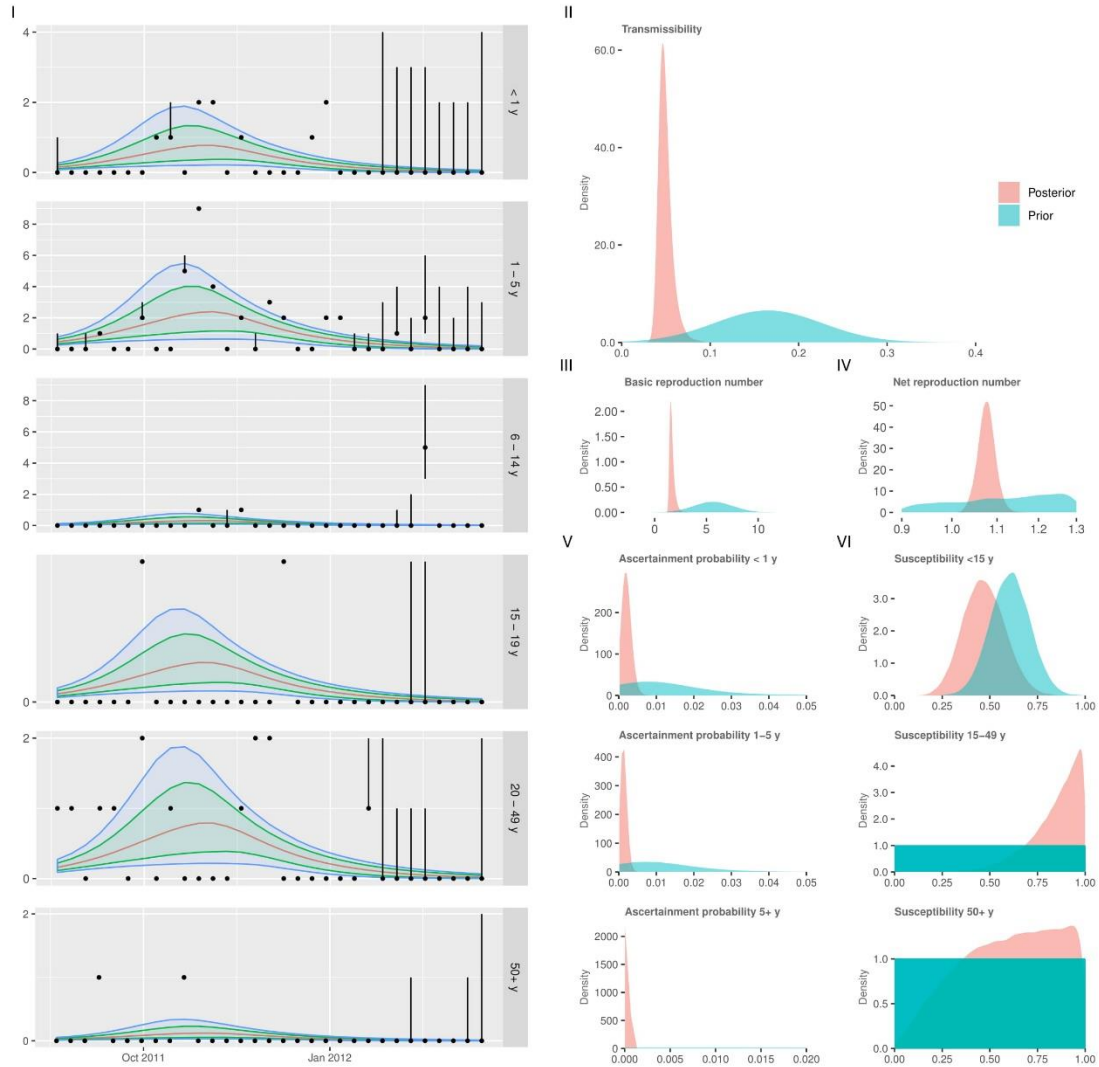 I
4
2
0
< 1 y
8
6
4
2
0
1 – 5 y
8
6
4
2
0
6 – 14 y
0
15 – 19 y
2
1
0
20 – 49 y
2
1
0
50+ y
Oct 2011
Jan 2012
II
Transmissibility
60.0
40.0
20.0
0.0
Density
0.0 0.1 0.2 0.3 0.4
Posterior
Prior
III
Basic reproduction number
2.00
1.50
1.00
0.50
0.00
Density
0 5 10
IV
Net reproduction number
50
40
30
20
10
0
Density
0.9 1.0 1.1 1.2 1.3
V
Ascertainment probability < 1 y
200
100
0
Density
0.00 0.01 0.02 0.03 0.04 0.05
VI
Susceptibility <15 y
3.0
2.0
1.0
0.0
Density
0.00 0.25 0.50 0.75 1.00
Ascertainment probability 1–5 y
400
300
200
100
0
Density
0.00 0.01 0.02 0.03 0.04 0.05
Susceptibility 15–49 y
4.0
3.0
2.0
1.0
0.0
Density
0.00 0.25 0.50 0.75 1.00
Ascertainment probability 5+ y
2000
1500
1000
500
0
Density
0.000 0.005 0.010 0.015 0.020
Susceptibility 50+ y
1.0
0.5
0.0
Density
0.00 0.25 0.50 0.75 1.00